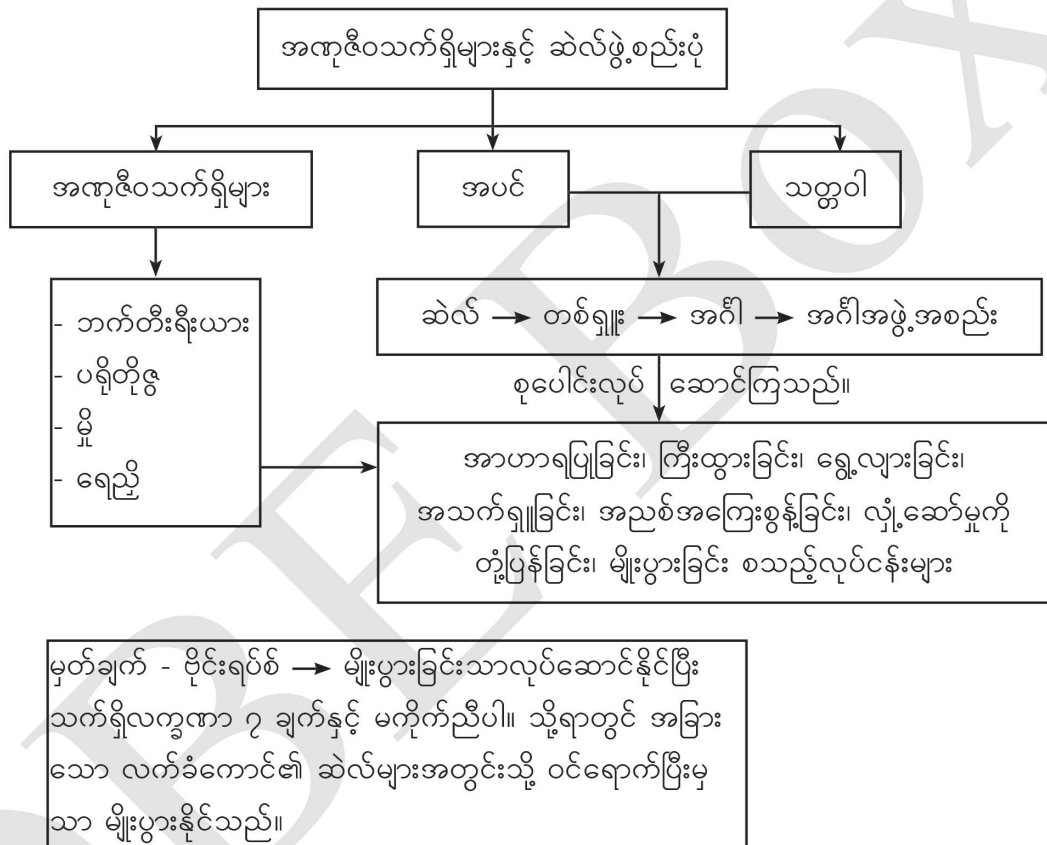 အဏုဇီဝသက်ရှိများနှင့် ဆဲလ်ဖွဲ့စည်းပုံ
အဏုဇီဝသက်ရှိများ
အပင်
သတ္တဝါ
- ဘက်တီးရီးယား
- ပရိုတိုဇွ
- မှို
- ရေညှိ
ဆဲလ် → တစ်ရှူး → အင်္ဂါ → အင်္ဂါအဖွဲ့အစည်း
စုပေါင်းလုပ် ဆောင်ကြသည်။
အာဟာရပြုခြင်း၊ ကြီးထွားခြင်း၊ ရွေ့လျားခြင်း၊
အသက်ရှူခြင်း၊ အညစ်အကြေးစွန့်ခြင်း၊ လှုံ့ဆော်မှုကို
တုံ့ပြန်ခြင်း၊ မျိုးပွားခြင်း စသည့်လုပ်ငန်းများ
မှတ်ချက် - ဗိုင်းရပ်စ် → မျိုးပွားခြင်းသာလုပ်ဆောင်နိုင်ပြီး
သက်ရှိလက္ခဏာ ၇ ချက်နှင့် မကိုက်ညီပါ။ သို့ရာတွင် အခြား
သော လက်ခံကောင်၏ ဆဲလ်များအတွင်းသို့ ဝင်ရောက်ပြီးမှ
သာ မျိုးပွားနိုင်သည်။
BE Box